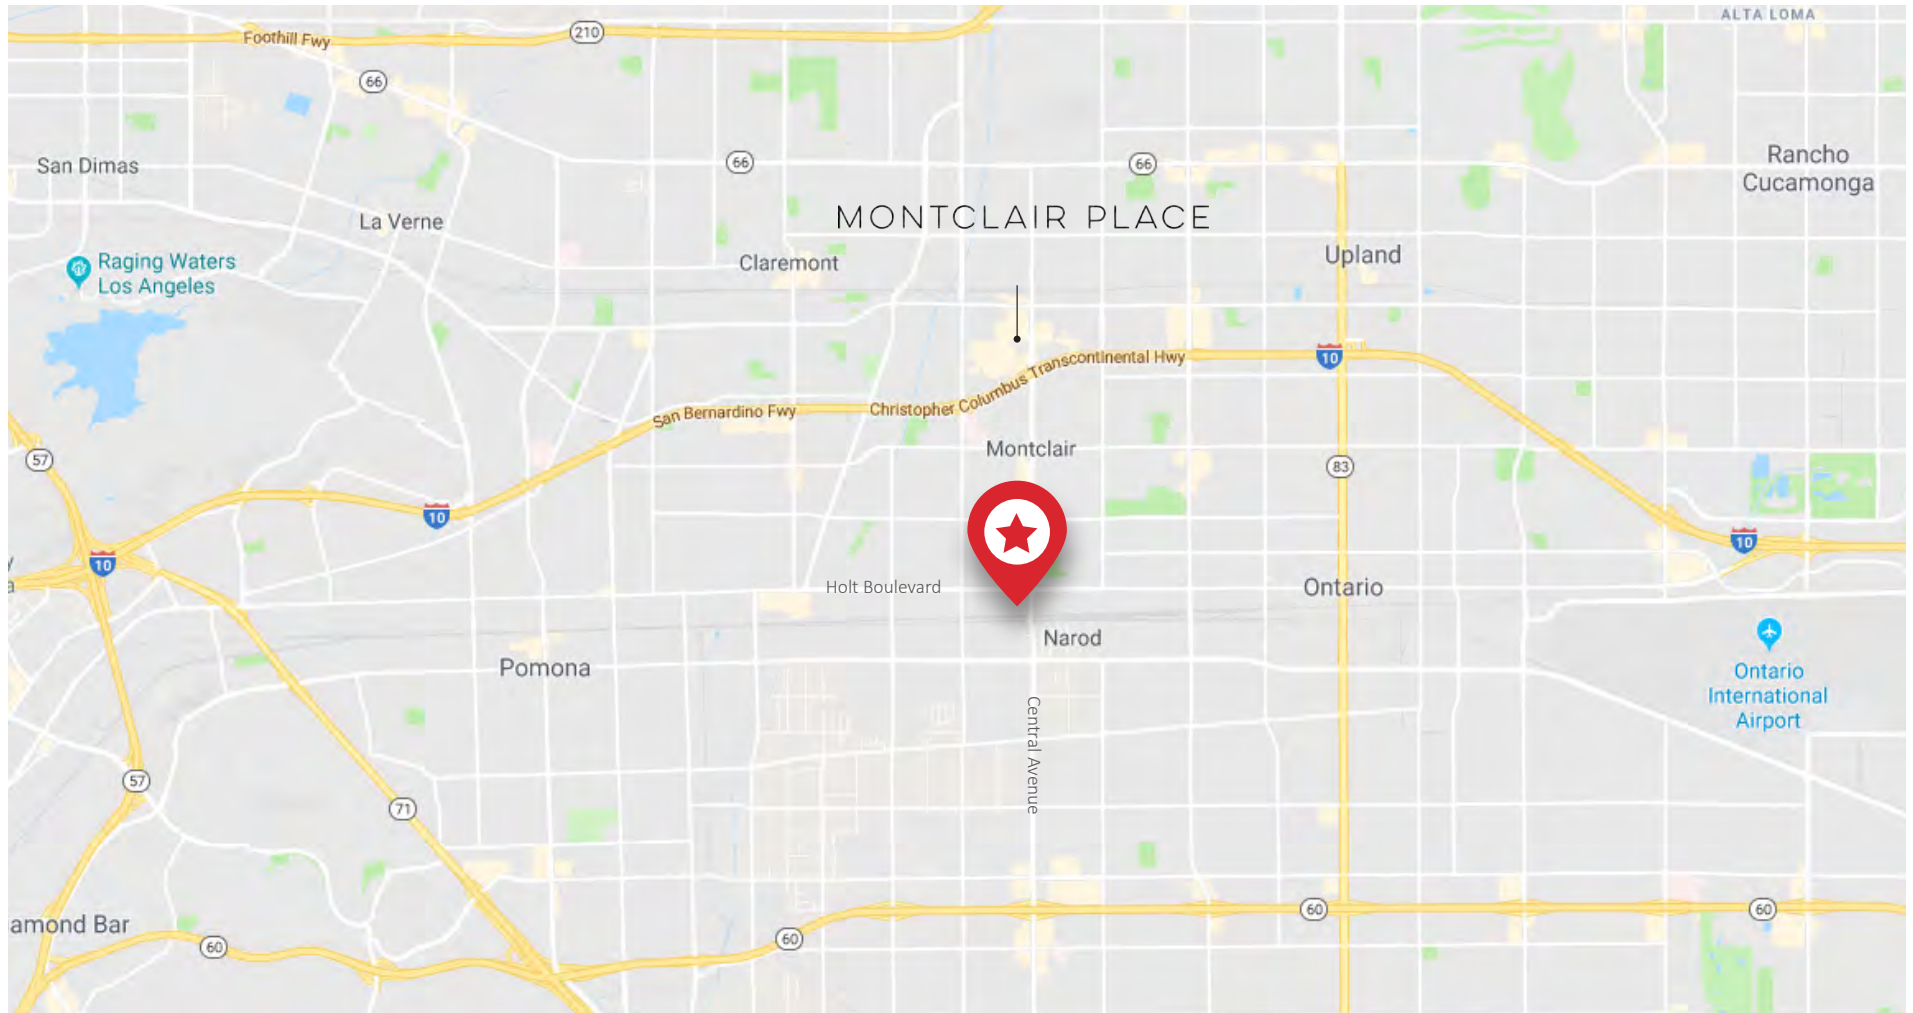 ALTA LOMA
Foothill Fwy
210
66
San Dimas
66
66
Rancho
Cucamonga
La Verne
MONTCLAIR PLACE
Raging Waters
Los Angeles
Claremont
Upland
10
Christopher Columbus Transcontinental Hwy
San Bernardino Fwy
57
Montclair
83
10
10
10
Holt Boulevard
Ontario
Narod
Pomona
Ontario
International
Airport
Central Avenue
57
71
60
60
amond Bar
60
60